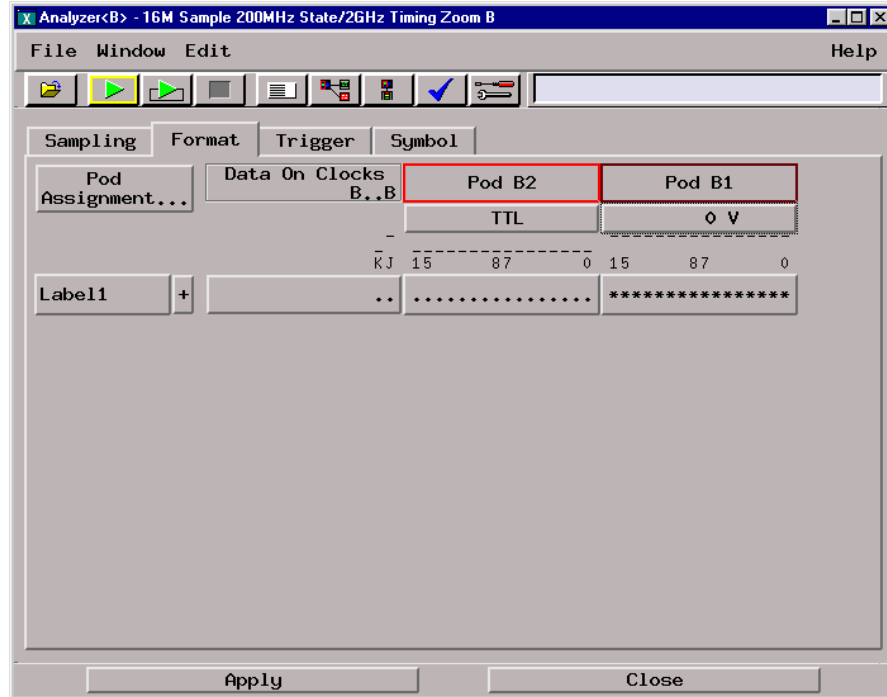 Analyzer<B> - 16M Sample 200MHz State/2GHz Timing Zoom B
File Window Edit Help
Sampling Format Trigger Symbol
Pod Assignment...
Data On Clocks B..B
Pod B2
Pod B1
TTL
0 V
KJ 15 87 0 15 87 0
Label1 + .. ................ ****************
Apply Close